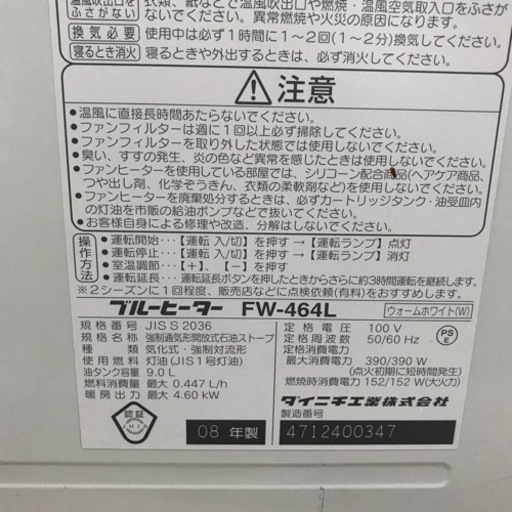 温風吹出口を ふさがない
衣類、紙などで温風吹出口や燃焼・温風空気取入口をふさがないでください。異常燃焼や火災の原因になります。
換気必要 使用中は必ず1時間に1〜2回(1〜2分)換気してください。
寝るとき消火 寝るときや外出するときは、必ず消火してください。
注意
●温風に直接長時間あたらないでください。
●ファンフィルターは週に1回以上必ず掃除してください。
●ファンフィルターを取り外した状態では使用しないでください。
●臭い、すすの発生、炎の色など異常を感じたときは使用しないでください。
●ファンヒーターを使用している部屋では、シリコーン配合商品(ヘアケア商品、
つや出し剤、化学ぞうきん、衣類の柔軟剤など)を使用しないでください。
●ファンヒーターを廃棄処分するときは、必ずカートリッジタンク・油受皿内
の灯油を市販の給油ポンプなどで抜いてください。
●お客様自身による修理や改造、分解はしないでください。
操作方法
●運転開始・・・【運転 入/切】を押す→【運転ランプ】点灯
●運転停止・・・【運転 入/切】を押す→【運転ランプ】消灯
●室温調節・・・【+】、【-】を押す
●運転延長・・・運転延長ボタンを押したときからさらに約3時間運転を継続します。
※2シーズンに1回程度、販売店などに点検依頼(有料)をおすすめします。
ブルーヒーター FW-464L ウォームホワイト(W)
規格番号 JIS S 2036
規格名称 強制通気形開放式石油ストーブ
種類 気化式・強制対流形
使用燃料 灯油(JIS1号灯油)
油タンク容量 9.0 L
燃料消費量 最大 0.447 L/h
暖房出力 最大 4.60 kW
定格電圧 100 V
定格周波数 50/60 Hz
定格消費電力
最大消費電力 390/390 W
(点火初期に短時間発生)
燃焼時消費電力 152/152 W(大火力)
PS E
認証
JHIA
08 年製
ダイニチ工業株式会社
製造番号
4712400347